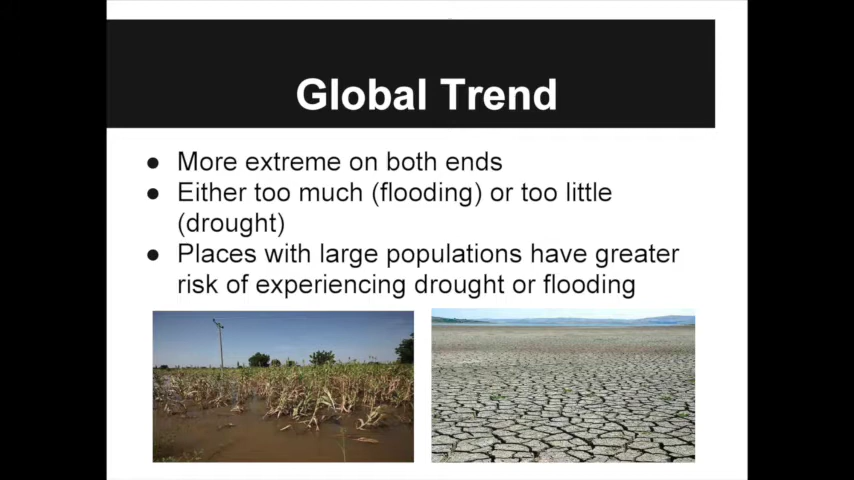 Global Trend
● More extreme on both ends
● Either too much (flooding) or too little
(drought)
● Places with large populations have greater
risk of experiencing drought or flooding